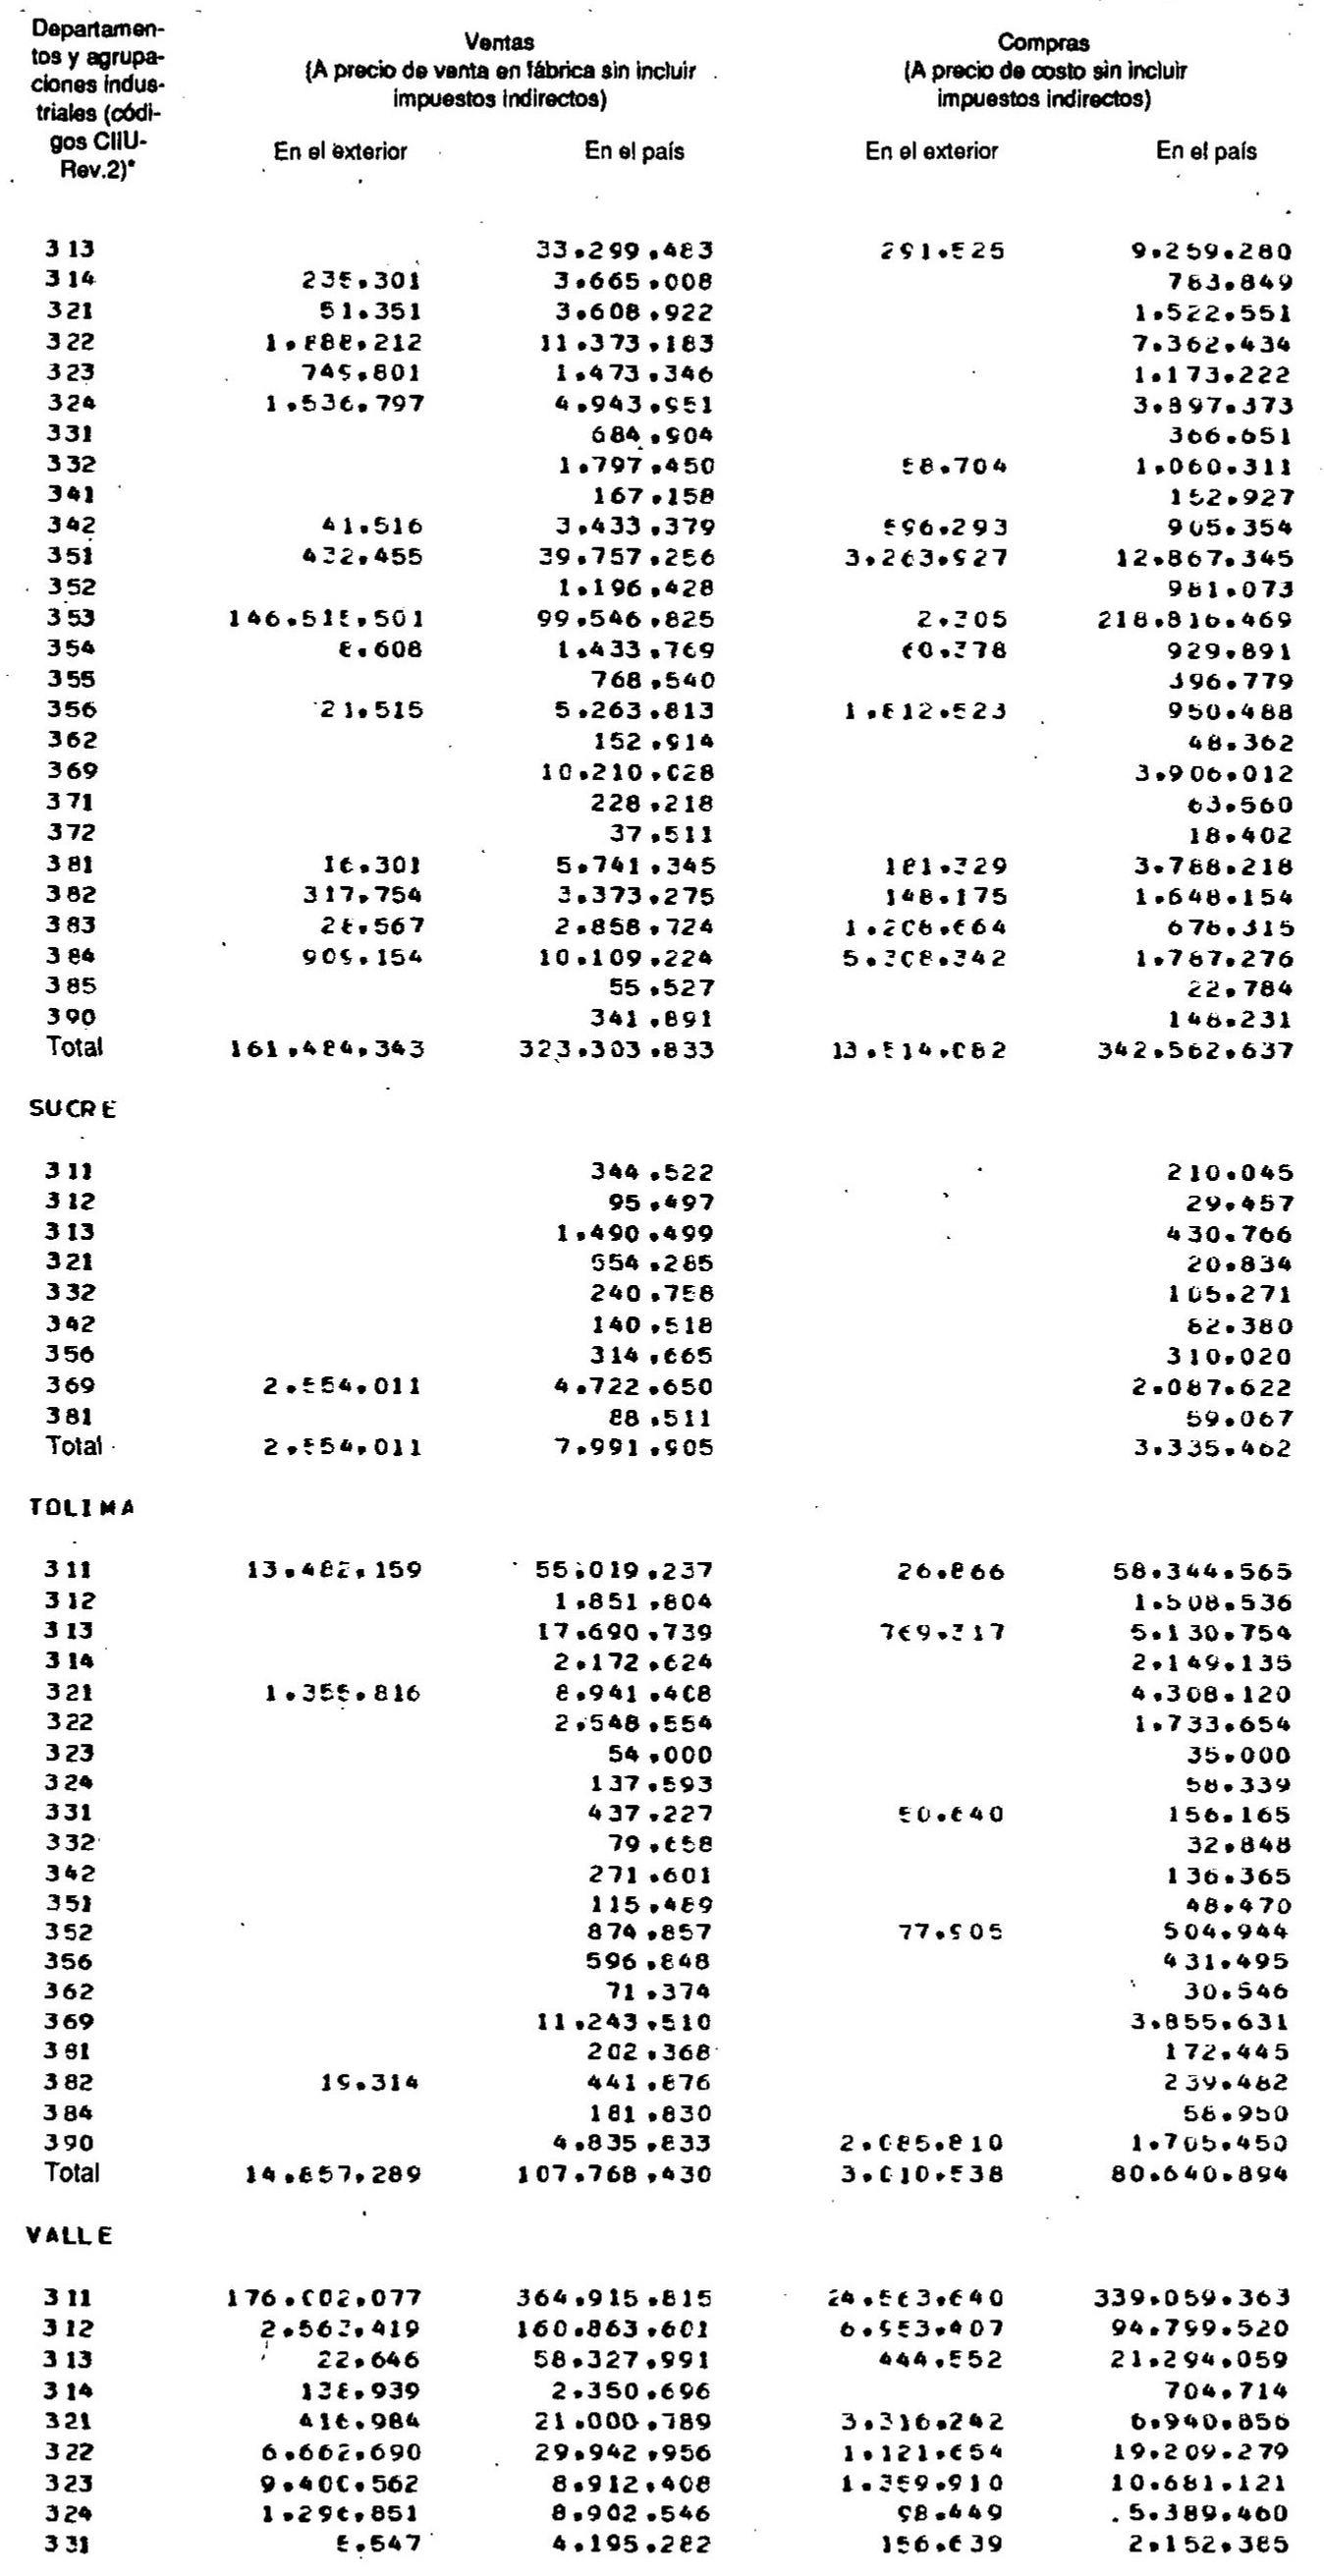 Departamentos y agrupaciones industriales (códigos CIIU-Rev.2)* Ventas (A precio de venta en fábrica sin incluir impuestos indirectos) Compras (A precio de costo sin incluir impuestos indirectos)
En el exterior En el país En el exterior En el país
313 33.299.483 291.525 9.259.280
314 235.301 3.665.008 783.849
321 51.351 3.608.922 1.522.551
322 1.888.212 11.373.183 7.362.434
323 749.801 1.473.346 1.173.222
324 1.536.797 4.943.951 3.897.373
331 684.904 366.651
332 1.797.450 58.704 1.060.311
341 167.158 152.927
342 41.516 3.433.379 596.293 905.354
351 432.455 39.757.256 3.263.927 12.867.345
352 1.196.428 981.073
353 146.515.501 99.546.825 2.305 218.816.469
354 8.608 1.433.769 60.378 929.891
355 768.540 396.779
356 21.515 5.263.813 1.812.523 950.488
362 152.914 48.362
369 10.210.028 3.906.012
371 228.218 63.560
372 37.511 18.402
381 16.301 5.741.345 181.329 3.788.218
382 317.754 3.373.275 148.175 1.648.154
383 28.567 2.858.724 1.208.664 676.315
384 909.154 10.109.224 5.308.342 1.787.276
385 55.527 22.784
390 341.891 148.231
Total 161.484.343 323.303.833 13.514.082 342.562.637
SUCRE
311 344.522 210.045
312 95.497 29.457
313 1.490.499 430.766
321 554.285 20.834
332 240.758 105.271
342 140.518 82.380
356 314.665 310.020
369 2.554.011 4.722.650 2.087.622
381 88.511 59.067
Total 2.554.011 7.991.905 3.335.462
TOLIMA
311 13.482.159 55.019.237 26.866 58.344.565
312 1.851.804 1.508.536
313 17.690.739 769.317 5.130.754
314 2.172.624 2.149.135
321 1.355.816 8.941.408 4.308.120
322 2.548.554 1.733.654
323 54.000 35.000
324 137.593 58.339
331 437.227 50.640 156.165
332 79.658 32.848
342 271.601 136.365
351 115.489 48.470
352 874.857 77.905 504.944
356 596.848 431.495
362 71.374 30.546
369 11.243.510 3.855.631
381 202.368 172.445
382 19.314 441.876 239.482
384 181.830 58.950
390 4.835.833 2.085.810 1.705.450
Total 14.857.289 107.768.430 3.010.538 80.640.894
VALLE
311 176.002.077 364.915.815 24.563.640 339.059.363
312 2.563.419 160.863.601 6.953.407 94.799.520
313 22.646 58.327.991 444.552 21.294.059
314 138.939 2.350.696 704.714
321 416.984 21.000.789 3.316.242 6.940.856
322 6.662.690 29.942.956 1.121.654 19.209.279
323 9.400.562 8.912.408 1.359.910 10.681.121
324 1.296.851 8.902.546 98.449 5.389.460
331 8.547 4.195.282 156.639 2.152.385